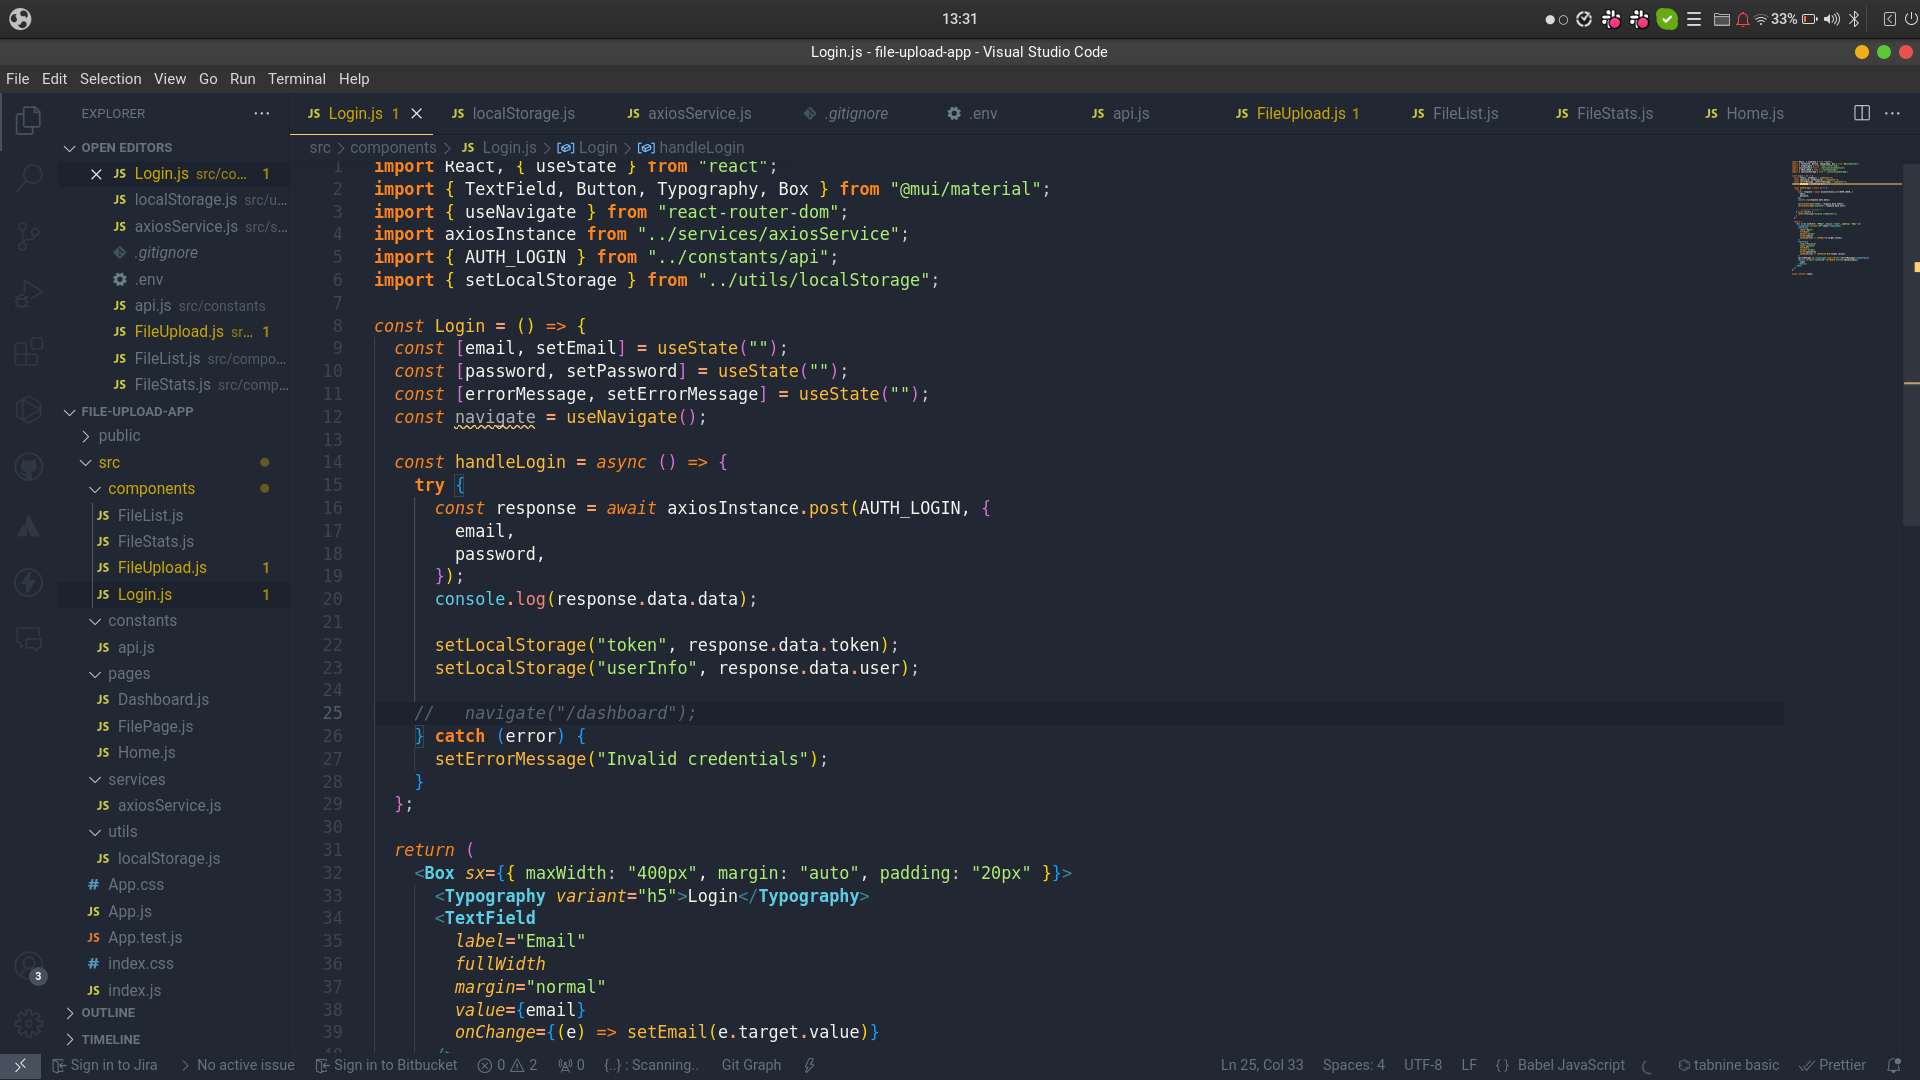 13:31
33%
Login.js - file-upload-app - Visual Studio Code
File Edit Selection View Go Run Terminal Help
EXPLORER
OPEN EDITORS
JS Login.js src/co... 1
JS localStorage.js src/u...
JS axiosService.js src/s...
.gitignore
.env
JS api.js src/constants
JS FileUpload.js sr... 1
JS FileList.js src/compo...
JS FileStats.js src/comp...
FILE-UPLOAD-APP
public
src
components
JS FileList.js
JS FileStats.js
JS FileUpload.js 1
JS Login.js 1
constants
JS api.js
pages
JS Dashboard.js
JS FilePage.js
JS Home.js
services
JS axiosService.js
utils
JS localStorage.js
# App.css
JS App.js
JS App.test.js
# index.css
JS index.js
OUTLINE
TIMELINE
3
JS Login.js 1 JS localStorage.js JS axiosService.js .gitignore .env JS api.js JS FileUpload.js 1 JS FileList.js JS FileStats.js JS Home.js
src > components > JS Login.js > Login > handleLogin
1 import React, { useState } from "react";
2 import { TextField, Button, Typography, Box } from "@mui/material";
3 import { useNavigate } from "react-router-dom";
4 import axiosInstance from "../services/axiosService";
5 import { AUTH_LOGIN } from "../constants/api";
6 import { setLocalStorage } from "../utils/localStorage";
7
8 const Login = () => {
9 const [email, setEmail] = useState("");
10 const [password, setPassword] = useState("");
11 const [errorMessage, setErrorMessage] = useState("");
12 const navigate = useNavigate();
13
14 const handleLogin = async () => {
15 try {
16 const response = await axiosInstance.post(AUTH_LOGIN, {
17 email,
18 password,
19 });
20 console.log(response.data.data);
21
22 setLocalStorage("token", response.data.token);
23 setLocalStorage("userInfo", response.data.user);
24
25 // navigate("/dashboard");
26 } catch (error) {
27 setErrorMessage("Invalid credentials");
28 }
29 };
30
31 return (
32 <Box sx={{ maxWidth: "400px", margin: "auto", padding: "20px" }}>
33 <Typography variant="h5">Login</Typography>
34 <TextField
35 label="Email"
36 fullWidth
37 margin="normal"
38 value={email}
39 onChange={(e) => setEmail(e.target.value)}
40 />
Sign in to Jira > No active issue Sign in to Bitbucket 0 2 0 {..} : Scanning.. Git Graph Ln 25, Col 33 Spaces: 4 UTF-8 LF {} Babel JavaScript tabnine basic Prettier